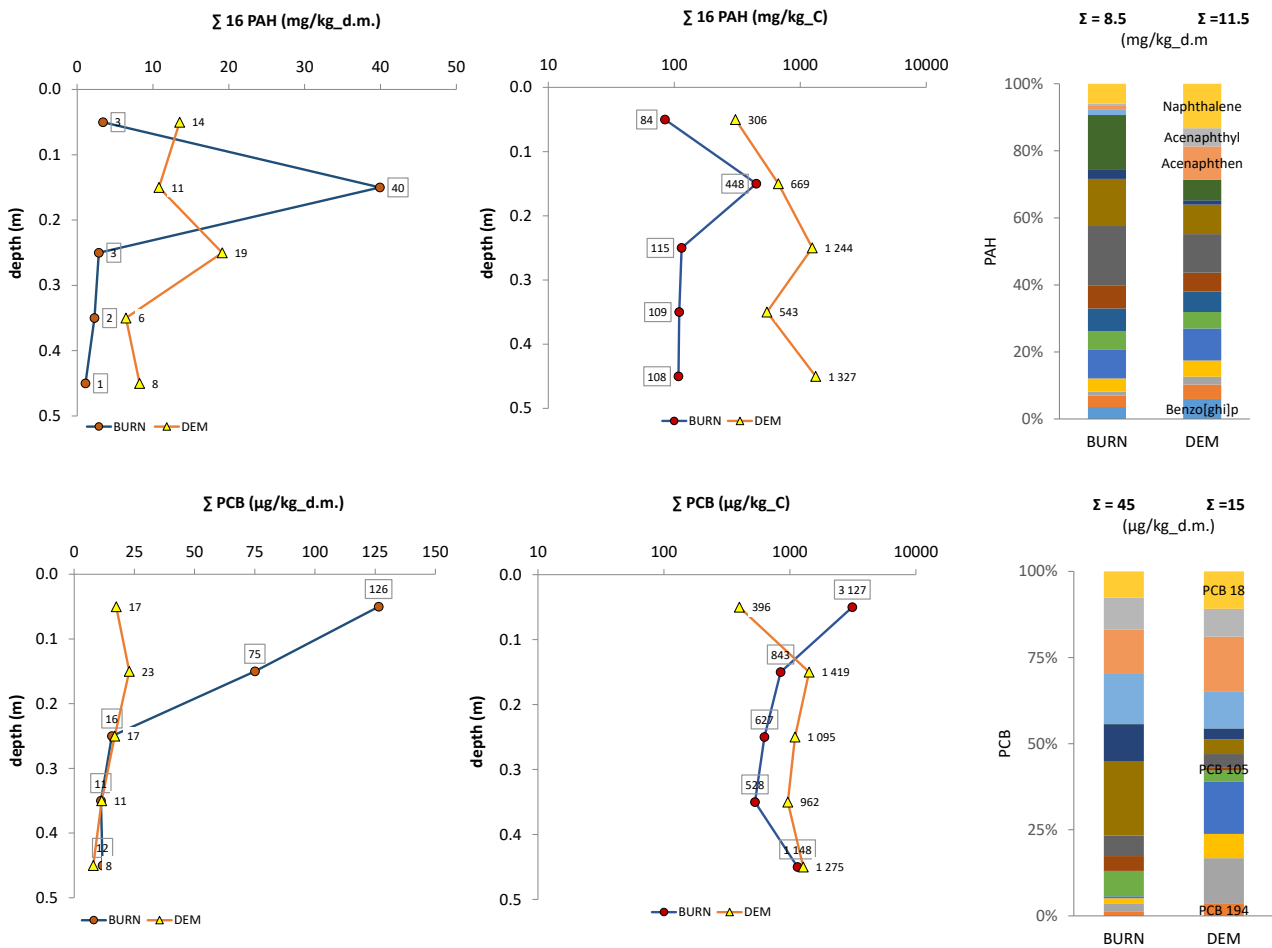 ∑ 16 PAH (mg/kg_d.m.)
0 10 20 30 40 50
0.0
0.1
0.2
0.3
0.4
0.5
depth (m)
3
14
11
40
3
19
2
6
1
8
BURN DEM
∑ 16 PAH (mg/kg_C)
10 100 1000 10000
0.0
0.1
0.2
0.3
0.4
0.5
depth (m)
84
306
448
669
115
1 244
109
543
108
1 327
BURN DEM
Σ = 8.5 Σ =11.5
(mg/kg_d.m
100%
80%
60%
40%
20%
0%
PAH
Naphthalene
Acenaphthyl
Acenaphthen
Benzo[ghi]p
BURN DEM
∑ PCB (µg/kg_d.m.)
0 25 50 75 100 125 150
0.0
0.1
0.2
0.3
0.4
0.5
depth (m)
126
17
75
23
16
17
11
11
12
8
BURN DEM
∑ PCB (µg/kg_C)
10 100 1000 10000
0.0
0.1
0.2
0.3
0.4
0.5
depth (m)
3 127
396
843
1 419
627
1 095
528
962
1 148
1 275
BURN DEM
Σ = 45 Σ =15
(µg/kg_d.m.)
100%
75%
50%
25%
0%
PCB
PCB 18
PCB 105
PCB 194
BURN DEM